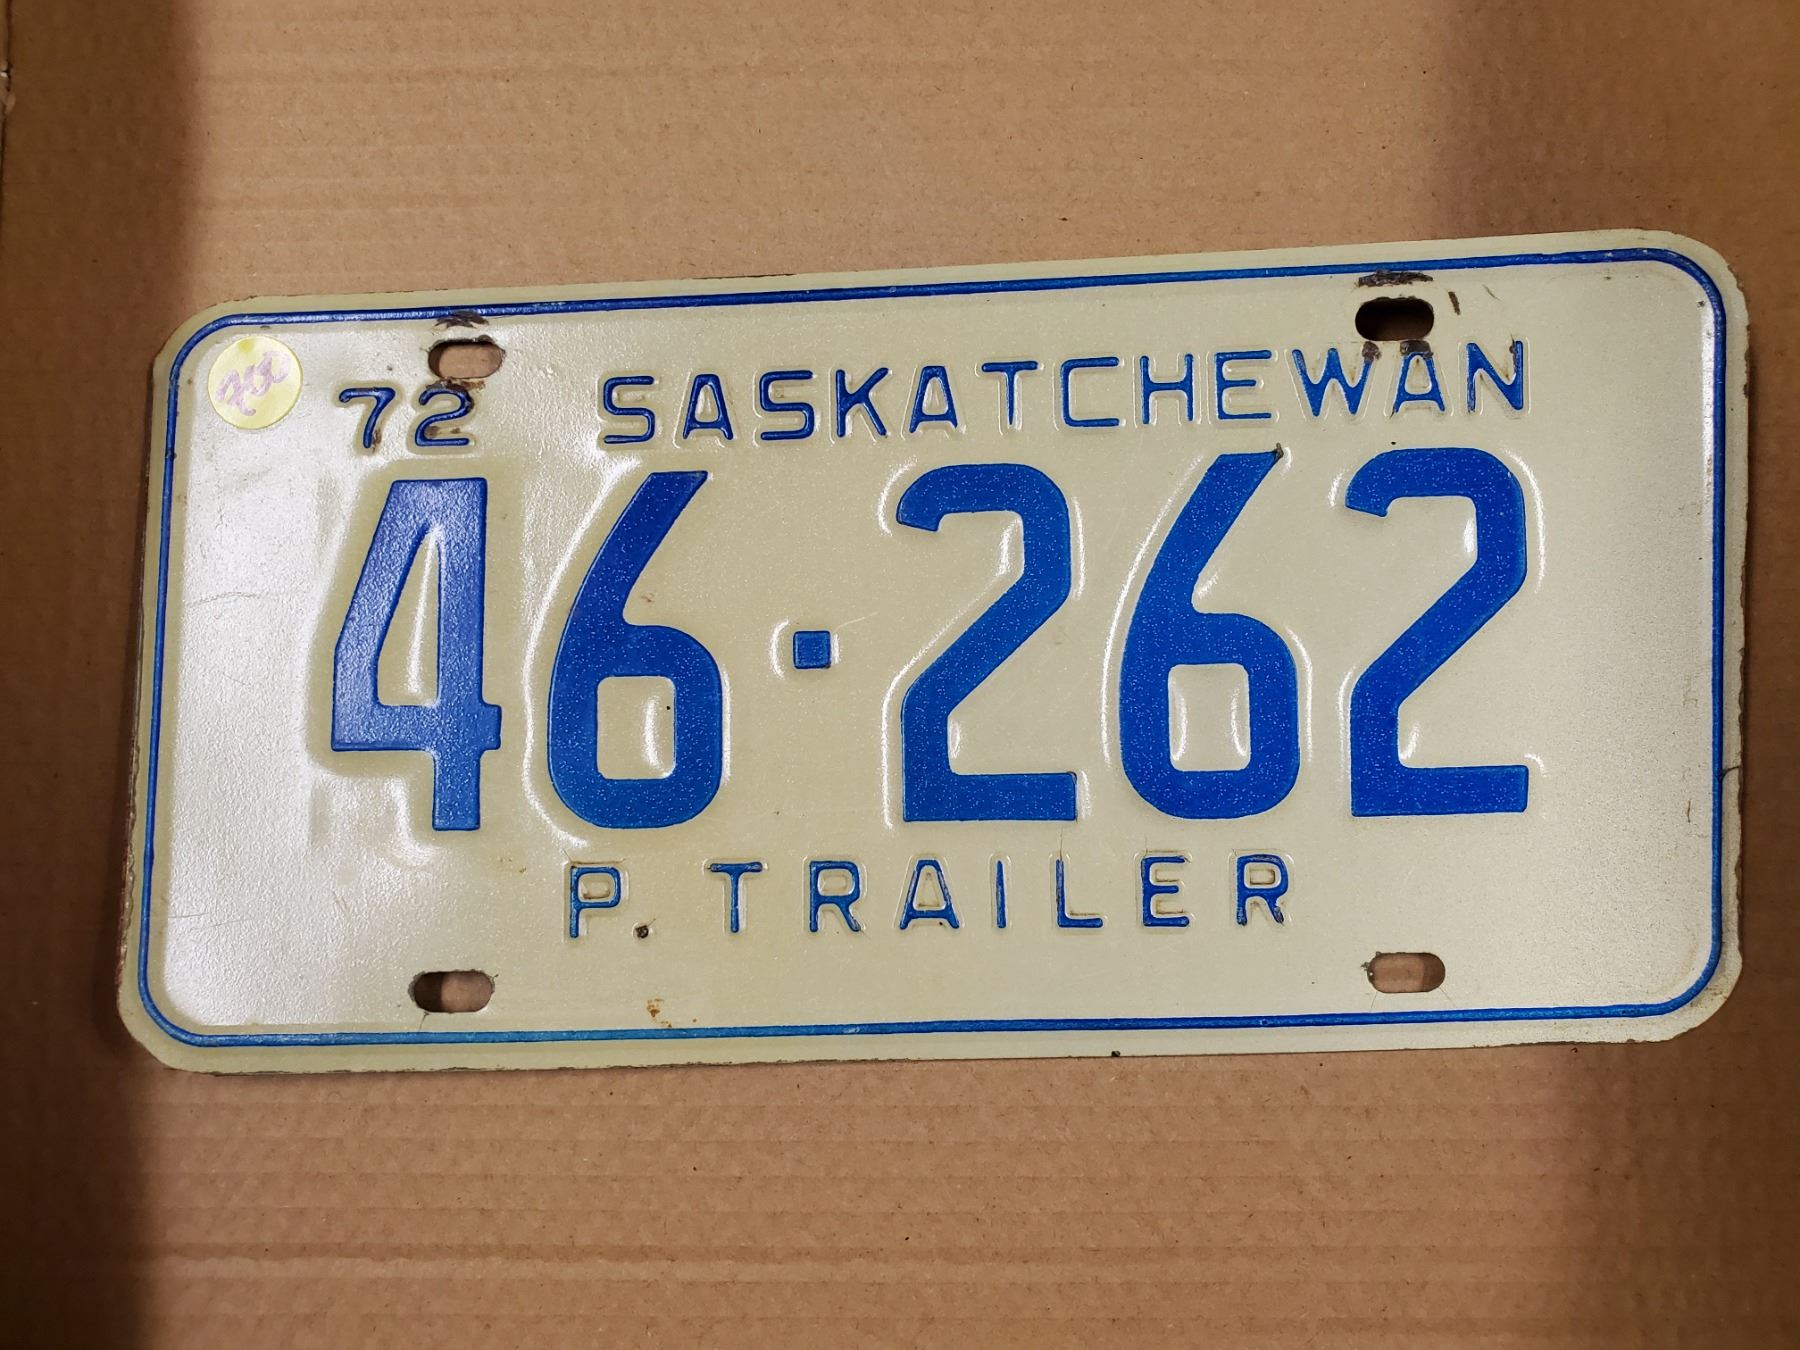 72 SASKATCHEWAN
46·262
P. TRAILER